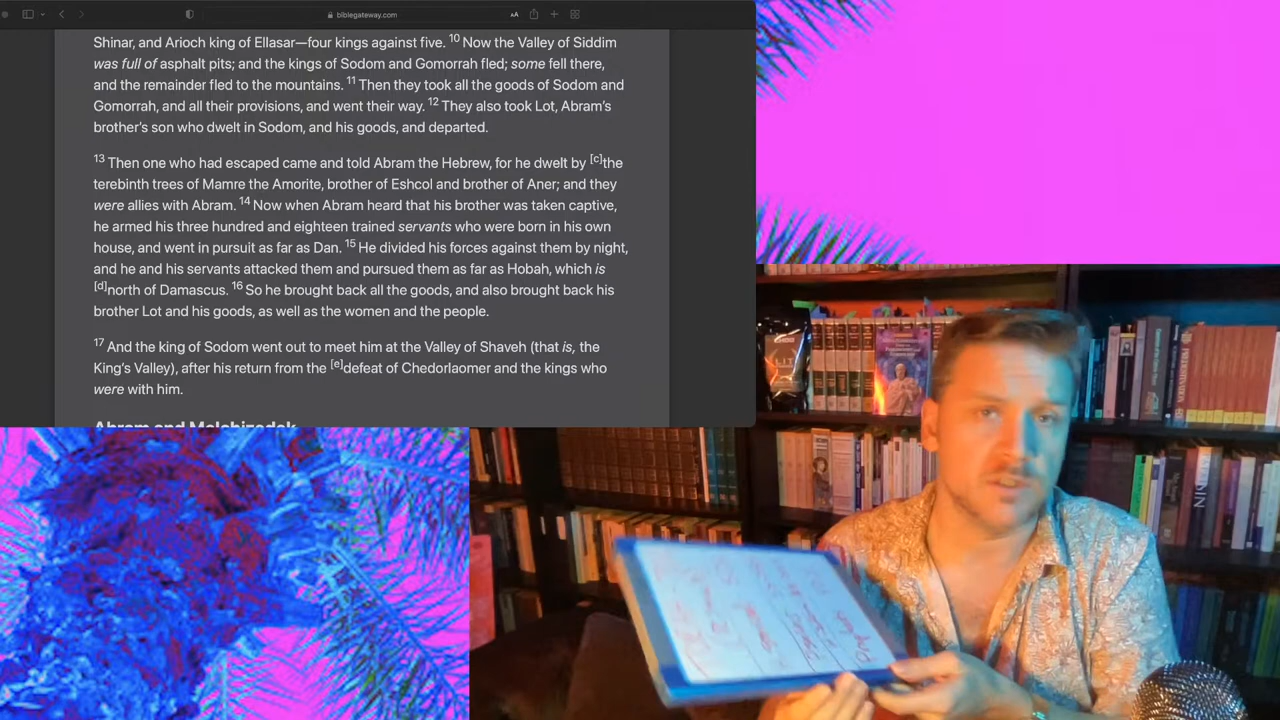 biblegateway.com
Shinar, and Arioch king of Ellasar—four kings against five. 10 Now the Valley of Siddim
was full of asphalt pits; and the kings of Sodom and Gomorrah fled; some fell there,
and the remainder fled to the mountains. 11 Then they took all the goods of Sodom and
Gomorrah, and all their provisions, and went their way. 12 They also took Lot, Abram's
brother's son who dwelt in Sodom, and his goods, and departed.
13 Then one who had escaped came and told Abram the Hebrew, for he dwelt by [c]the
terebinth trees of Mamre the Amorite, brother of Eshcol and brother of Aner; and they
were allies with Abram. 14 Now when Abram heard that his brother was taken captive,
he armed his three hundred and eighteen trained servants who were born in his own
house, and went in pursuit as far as Dan. 15 He divided his forces against them by night,
and he and his servants attacked them and pursued them as far as Hobah, which is
[d]north of Damascus. 16 So he brought back all the goods, and also brought back his
brother Lot and his goods, as well as the women and the people.
17 And the king of Sodom went out to meet him at the Valley of Shaveh (that is, the
King's Valley), after his return from the [e]defeat of Chedorlaomer and the kings who
were with him.
Abram and Melchizedek